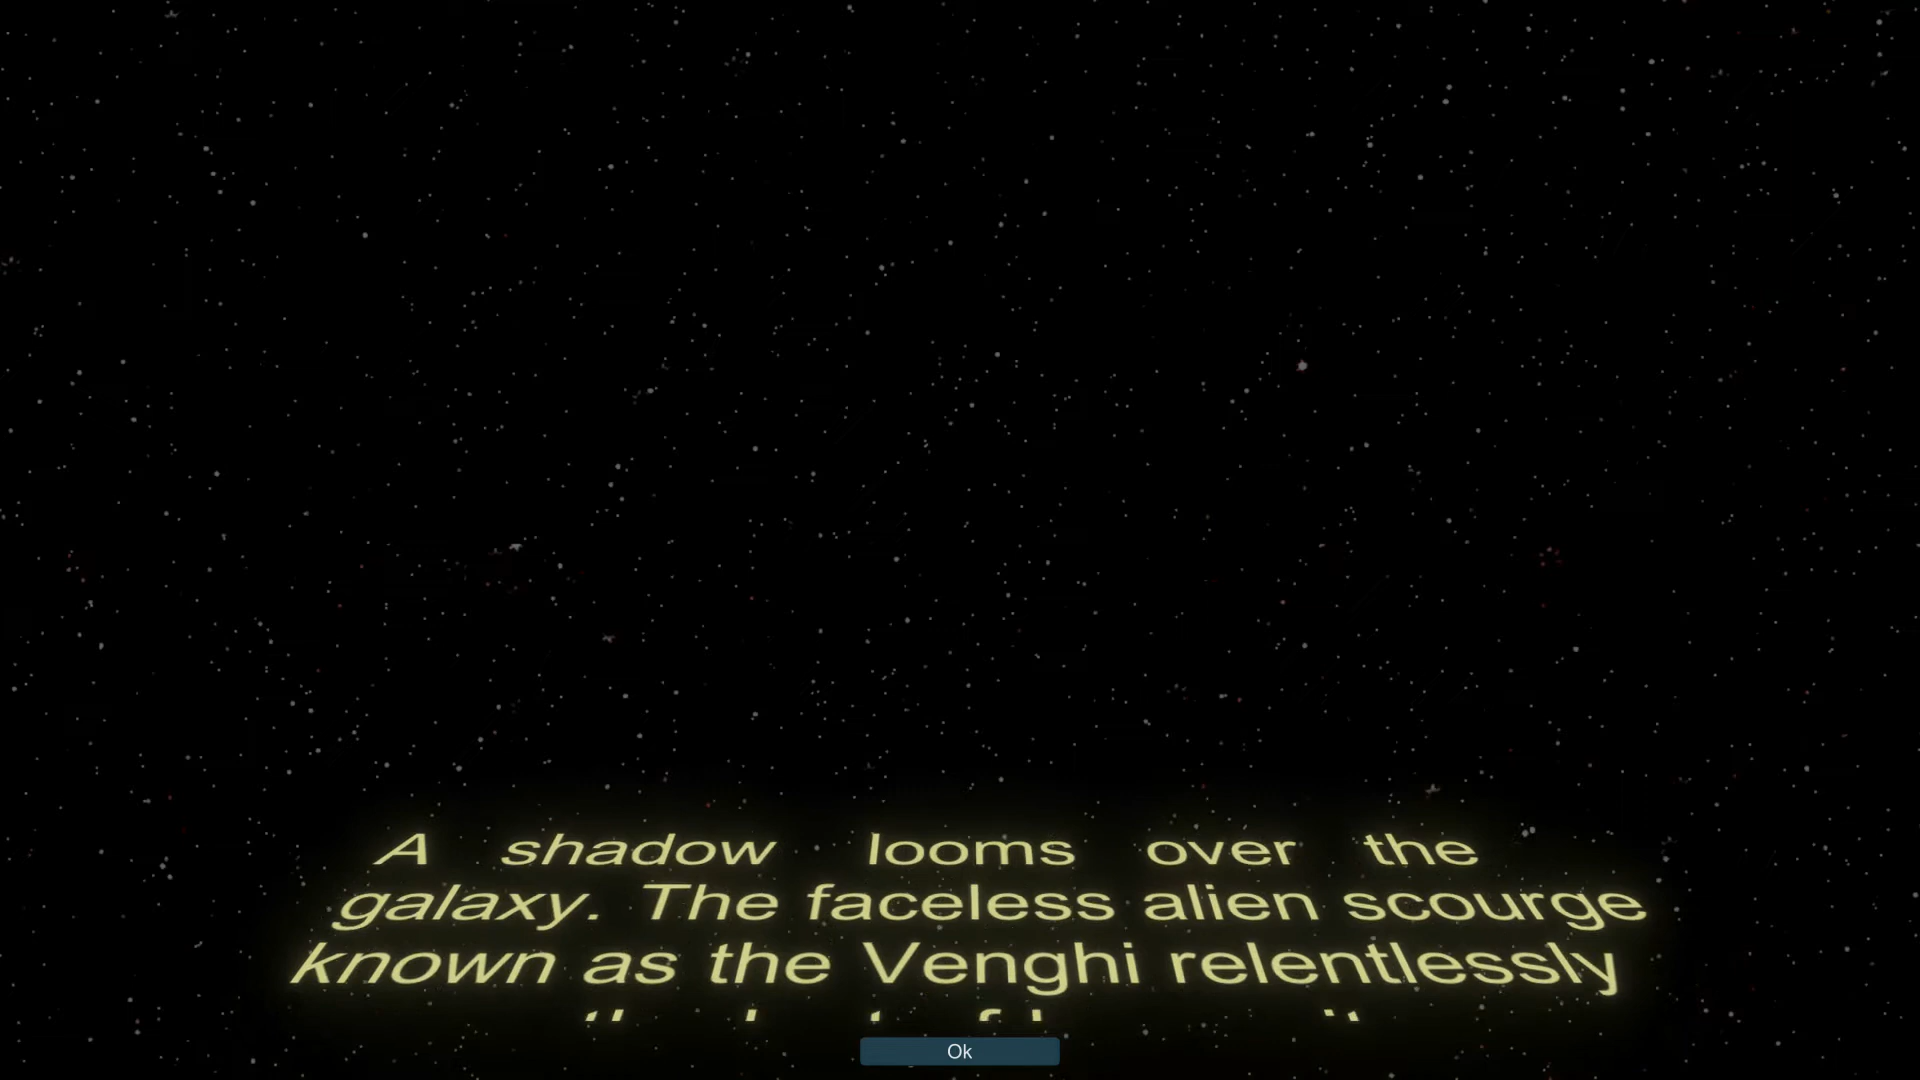 A shadow looms over the
galaxy. The faceless alien scourge
known as the Venghi relentlessly
Ok